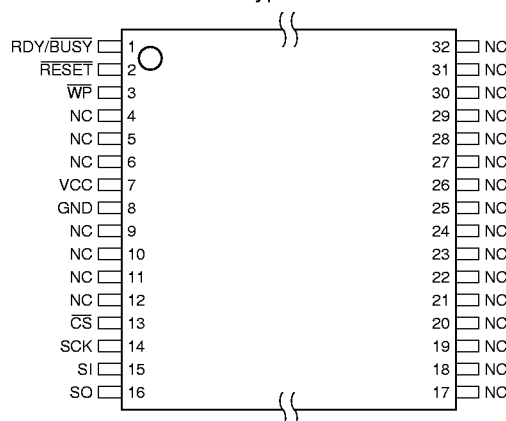 yp
RDY/BUSY 1 32 NC
RESET 2 31 NC
WP 3 30 NC
NC 4 29 NC
NC 5 28 NC
NC 6 27 NC
VCC 7 26 NC
GND 8 25 NC
NC 9 24 NC
NC 10 23 NC
NC 11 22 NC
NC 12 21 NC
CS 13 20 NC
SCK 14 19 NC
SI 15 18 NC
SO 16 17 NC